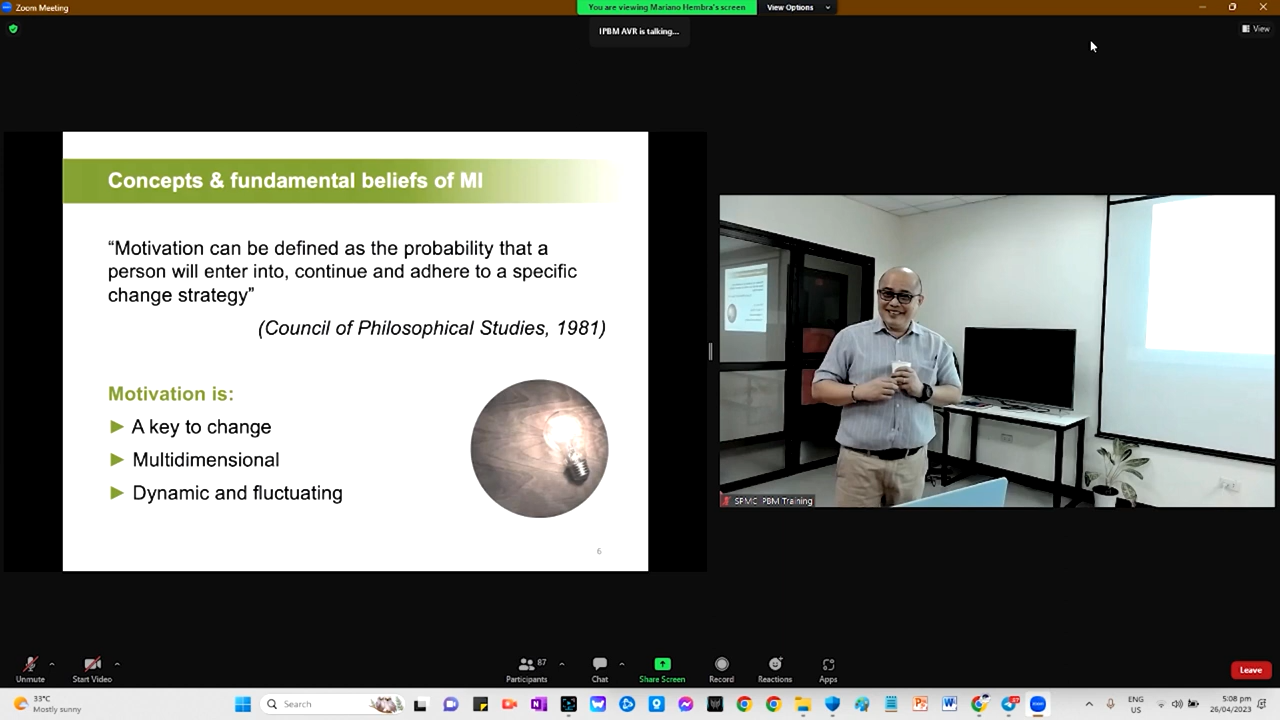 Zoom Meeting
You are viewing Mariano Hembra's screen
View Options
IPBM AVR is talking...
View
Concepts & fundamental beliefs of MI
“Motivation can be defined as the probability that a
person will enter into, continue and adhere to a specific
change strategy”
(Council of Philosophical Studies, 1981)
Motivation is:
A key to change
Multidimensional
Dynamic and fluctuating
6
SPMC IPBM Training
Unmute
Start Video
87
Participants
Chat
Share Screen
Record
Reactions
Apps
Leave
33°C
Mostly sunny
Search
ENG
US
5:08 pm
26/04/2023